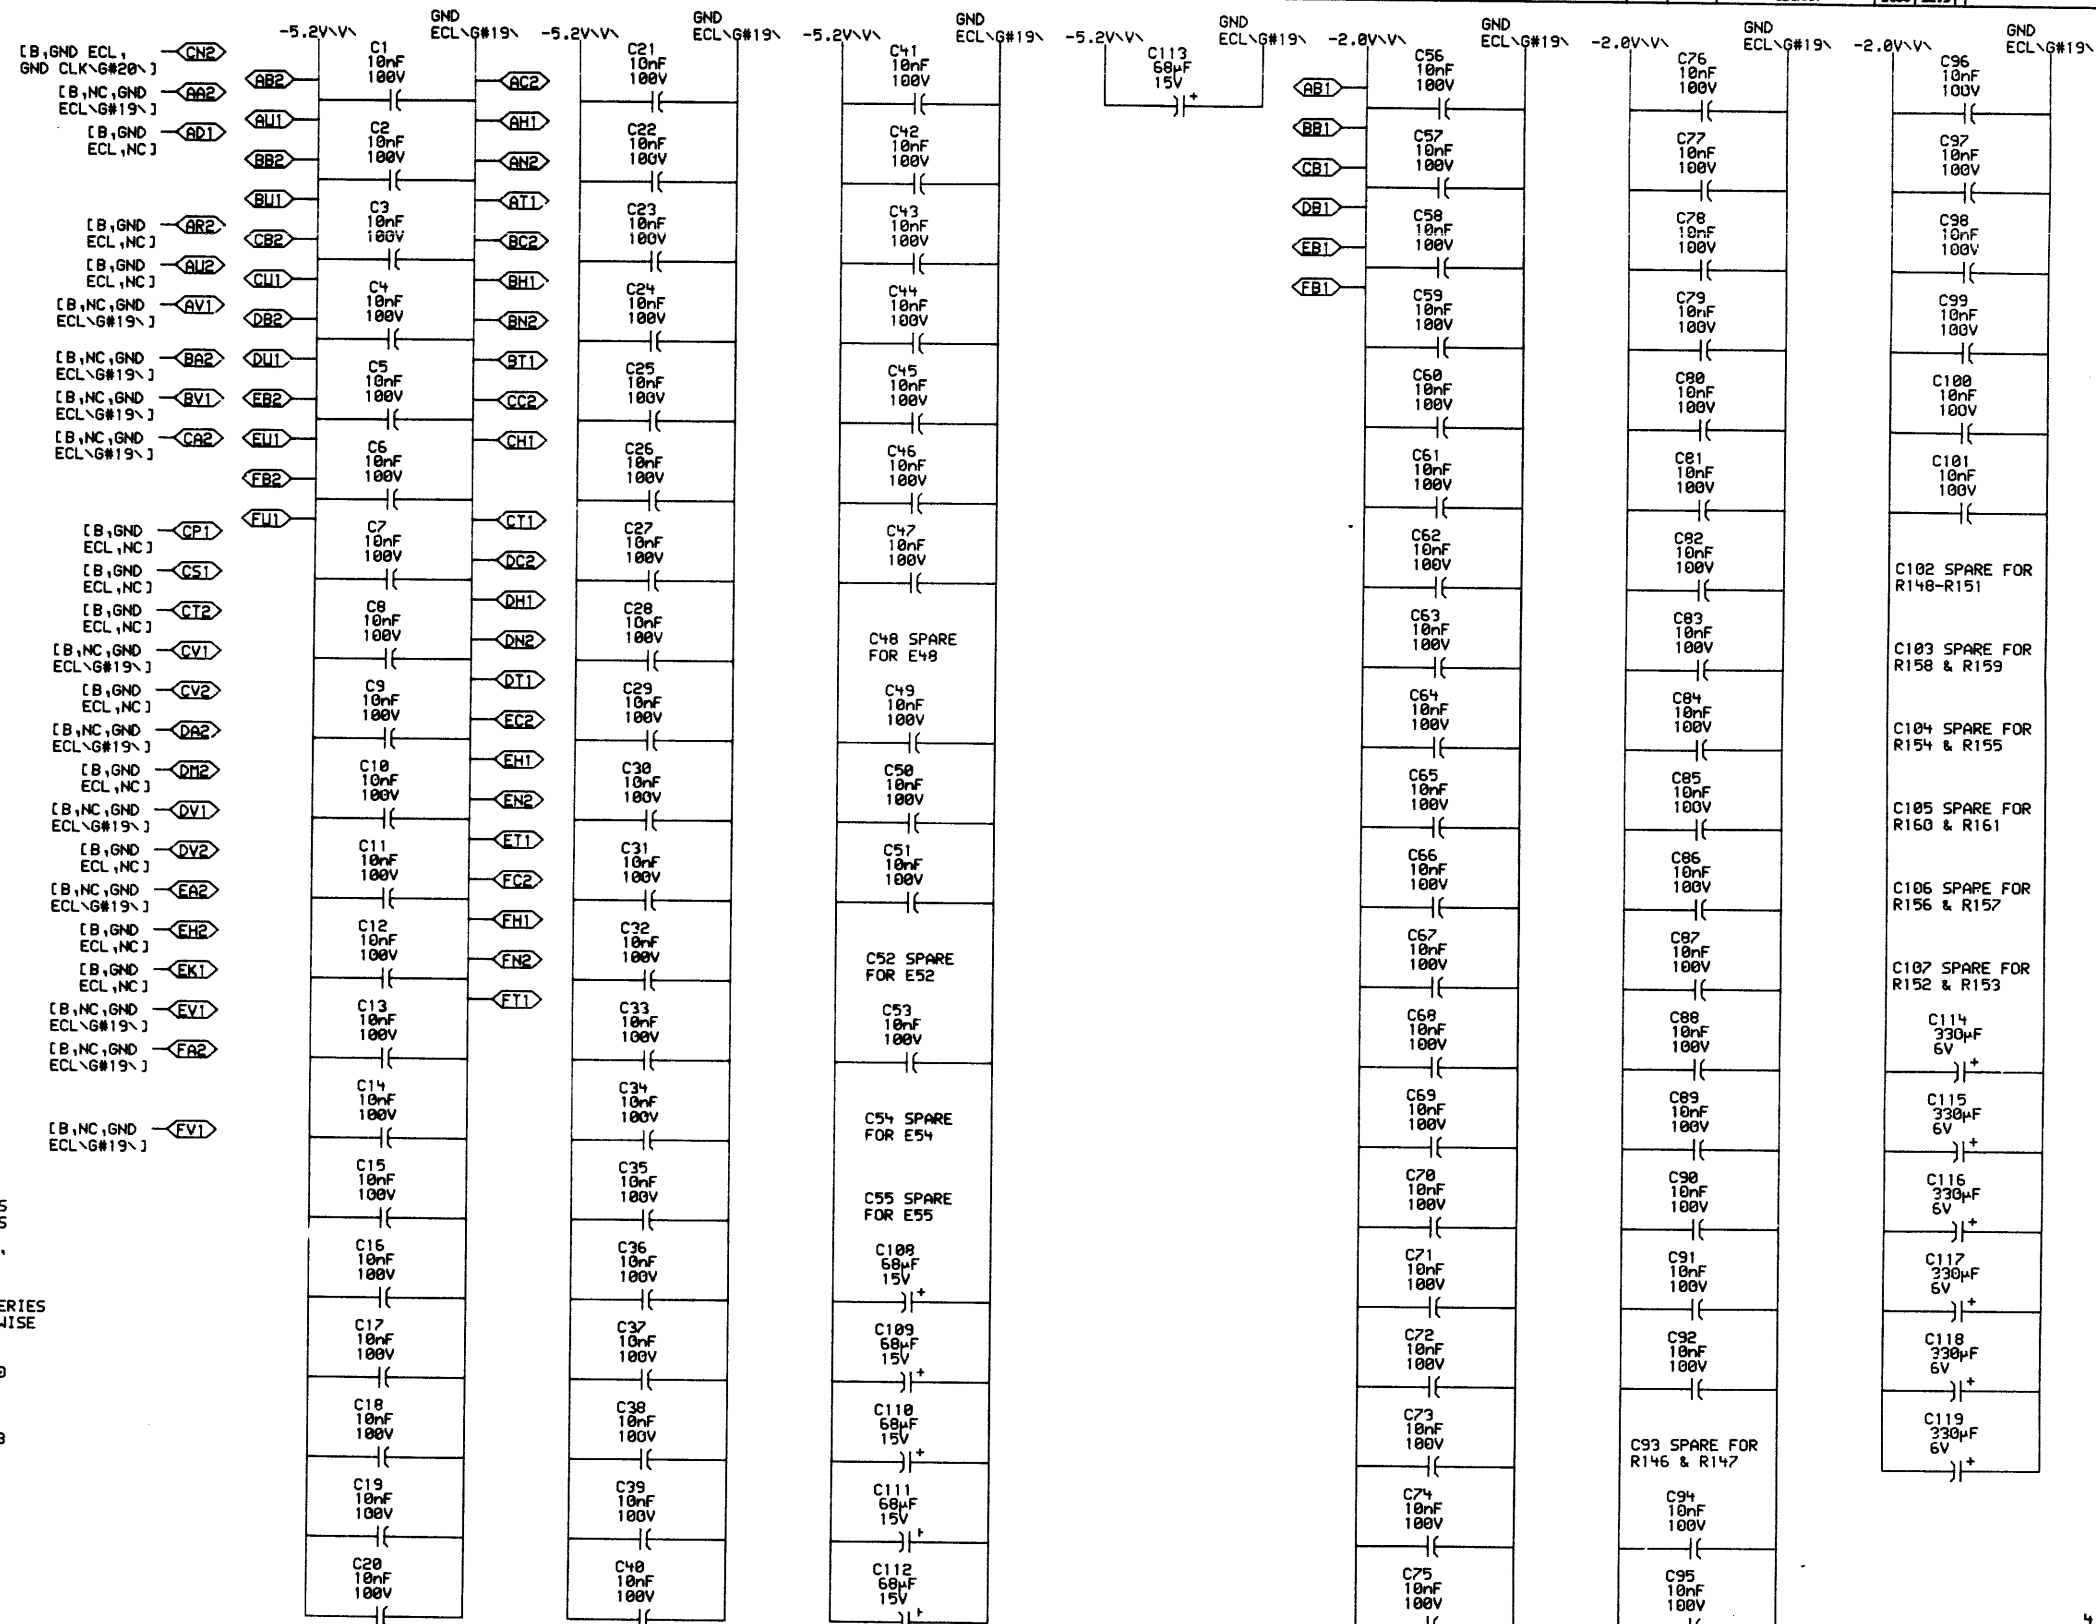 [B,GND ECL,
GND CLK\G#20\]
CN2
[B,NC,GND
ECL\G#19\]
AA2
[B,GND
ECL,NC]
AD1
[B,GND
ECL,NC]
AR2
[B,GND
ECL,NC]
AU2
[B,NC,GND
ECL\G#19\]
AV1
[B,NC,GND
ECL\G#19\]
BA2
[B,NC,GND
ECL\G#19\]
BV1
[B,NC,GND
ECL\G#19\]
CA2
[B,GND
ECL,NC]
CP1
[B,GND
ECL,NC]
CS1
[B,GND
ECL,NC]
CT2
[B,NC,GND
ECL\G#19\]
CV1
[B,GND
ECL,NC]
CV2
[B,NC,GND
ECL\G#19\]
DA2
[B,GND
ECL,NC]
DM2
[B,NC,GND
ECL\G#19\]
DV1
[B,GND
ECL,NC]
DV2
[B,NC,GND
ECL\G#19\]
EA2
[B,GND
ECL,NC]
EH2
[B,GND
ECL,NC]
EK1
[B,NC,GND
ECL\G#19\]
EV1
[B,NC,GND
ECL\G#19\]
FA2
[B,NC,GND
ECL\G#19\]
FV1
ERIES
WISE
-5.2V\V\
GND
ECL\G#19\
AB2
AU1
BB2
BU1
CB2
CU1
DB2
DU1
EB2
EU1
FB2
FU1
C1
10nF
100V
C2
10nF
100V
C3
10nF
100V
C4
10nF
100V
C5
10nF
100V
C6
10nF
100V
C7
10nF
100V
C8
10nF
100V
C9
10nF
100V
C10
10nF
100V
C11
10nF
100V
C12
10nF
100V
C13
10nF
100V
C14
10nF
100V
C15
10nF
100V
C16
10nF
100V
C17
10nF
100V
C18
10nF
100V
C19
10nF
100V
C20
10nF
100V
AC2
AH1
AN2
AT1
BC2
BH1
BN2
BT1
CC2
CH1
CT1
DC2
DH1
DN2
DT1
EC2
EH1
EN2
ET1
FC2
FH1
FN2
FT1
-5.2V\V\
GND
ECL\G#19\
C21
10nF
100V
C22
10nF
100V
C23
10nF
100V
C24
10nF
100V
C25
10nF
100V
C26
10nF
100V
C27
10nF
100V
C28
10nF
100V
C29
10nF
100V
C30
10nF
100V
C31
10nF
100V
C32
10nF
100V
C33
10nF
100V
C34
10nF
100V
C35
10nF
100V
C36
10nF
100V
C37
10nF
100V
C38
10nF
100V
C39
10nF
100V
C40
10nF
100V
-5.2V\V\
GND
ECL\G#19\
C41
10nF
100V
C42
10nF
100V
C43
10nF
100V
C44
10nF
100V
C45
10nF
100V
C46
10nF
100V
C47
10nF
100V
C48 SPARE
FOR E48
C49
10nF
100V
C50
10nF
100V
C51
10nF
100V
C52 SPARE
FOR E52
C53
10nF
100V
C54 SPARE
FOR E54
C55 SPARE
FOR E55
C108
68µF
15V
+
C109
68µF
15V
+
C110
68µF
15V
+
C111
68µF
15V
+
C112
68µF
15V
+
-5.2V\V\
GND
ECL\G#19\
C113
68µF
15V
+
-2.0V\V\
GND
ECL\G#19\
AB1
BB1
CB1
DB1
EB1
FB1
C56
10nF
100V
C57
10nF
100V
C58
10nF
100V
C59
10nF
100V
C60
10nF
100V
C61
10nF
100V
C62
10nF
100V
C63
10nF
100V
C64
10nF
100V
C65
10nF
100V
C66
10nF
100V
C67
10nF
100V
C68
10nF
100V
C69
10nF
100V
C70
10nF
100V
C71
10nF
100V
C72
10nF
100V
C73
10nF
100V
C74
10nF
100V
C75
10nF
100V
-2.0V\V\
GND
ECL\G#19\
C76
10nF
100V
C77
10nF
100V
C78
10nF
100V
C79
10nF
100V
C80
10nF
100V
C81
10nF
100V
C82
10nF
100V
C83
10nF
100V
C84
10nF
100V
C85
10nF
100V
C86
10nF
100V
C87
10nF
100V
C88
10nF
100V
C89
10nF
100V
C90
10nF
100V
C91
10nF
100V
C92
10nF
100V
C93 SPARE FOR
R146 & R147
C94
10nF
100V
C95
10nF
100V
-2.0V\V\
GND
ECL\G#19\
C96
10nF
100V
C97
10nF
100V
C98
10nF
100V
C99
10nF
100V
C100
10nF
100V
C101
10nF
100V
C102 SPARE FOR
R148-R151
C103 SPARE FOR
R158 & R159
C104 SPARE FOR
R154 & R155
C105 SPARE FOR
R160 & R161
C106 SPARE FOR
R156 & R157
C107 SPARE FOR
R152 & R153
C114
330µF
6V
+
C115
330µF
6V
+
C116
330µF
6V
+
C117
330µF
6V
+
C118
330µF
6V
+
C119
330µF
6V
+